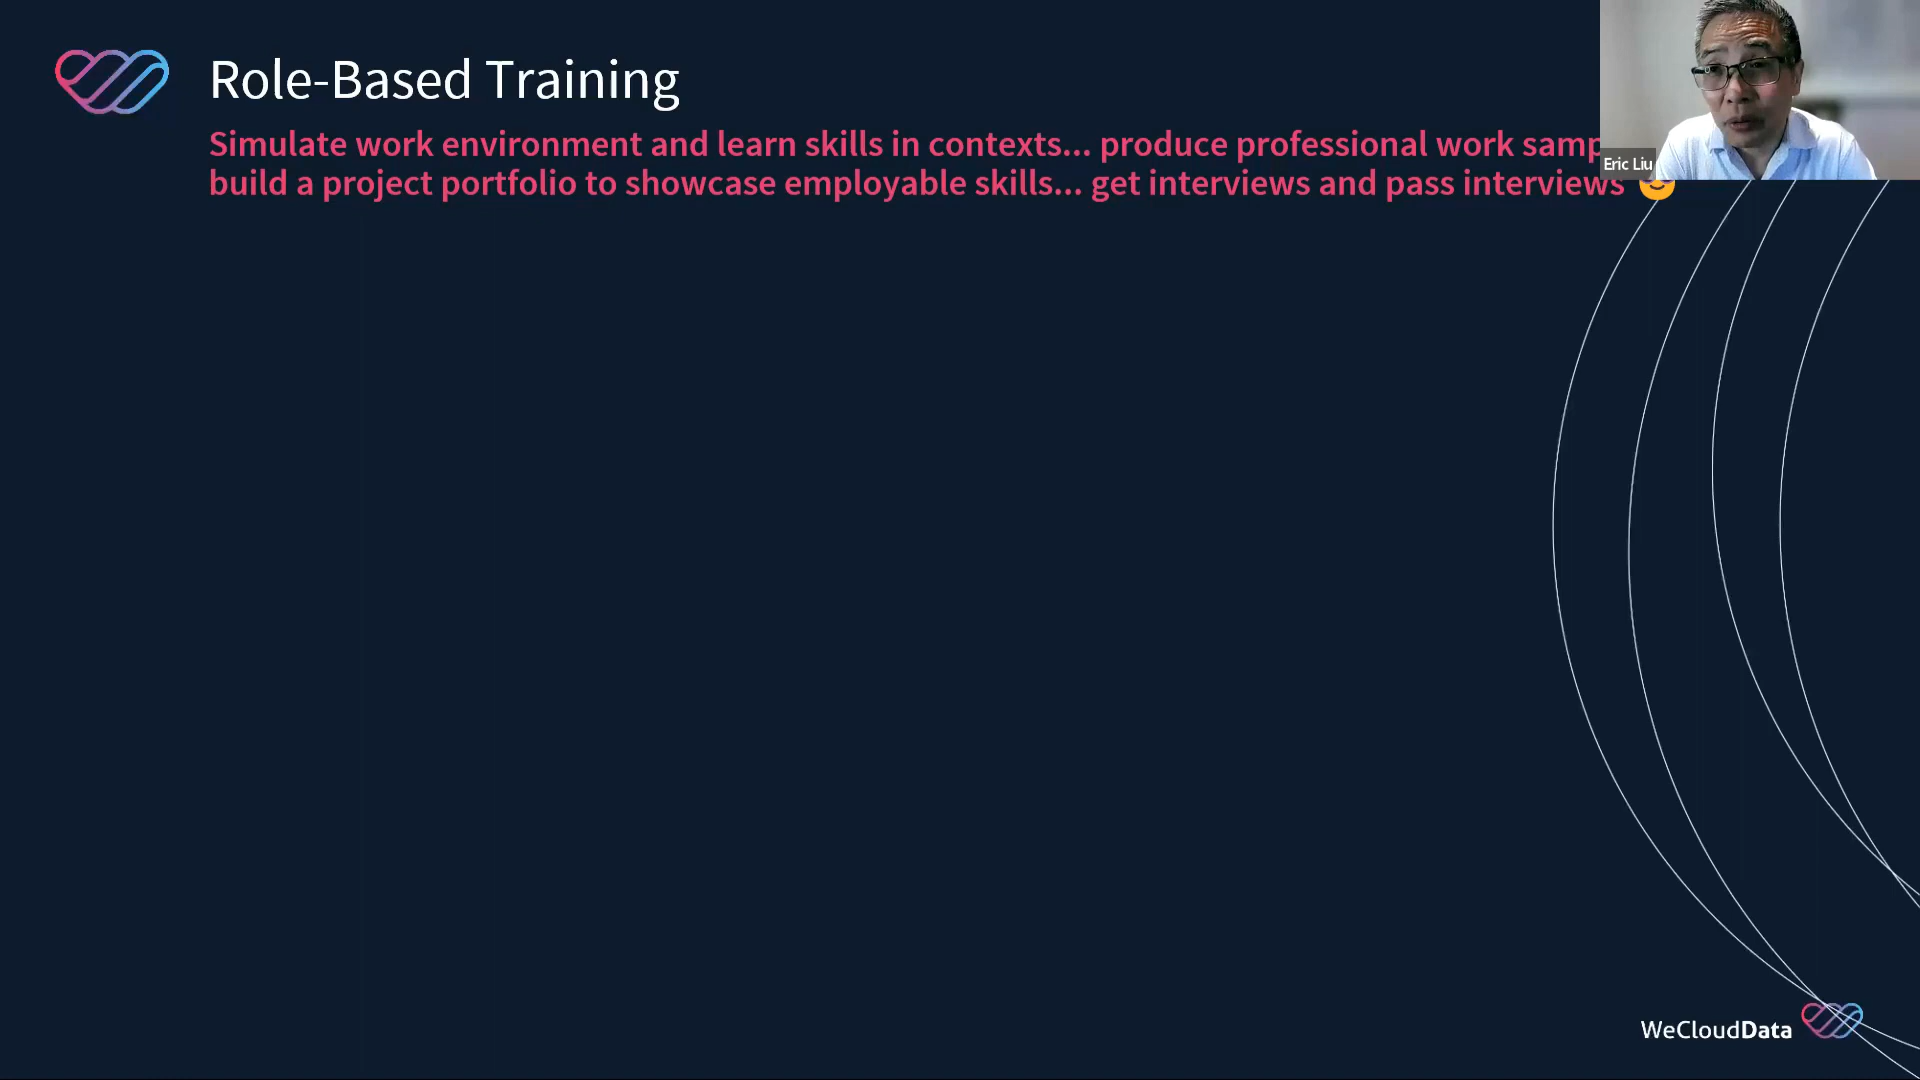 Role-Based Training
Simulate work environment and learn skills in contexts... produce professional work
build a project portfolio to showcase employable skills... get interviews and pass interviews
Eric Liu
WeCloudData